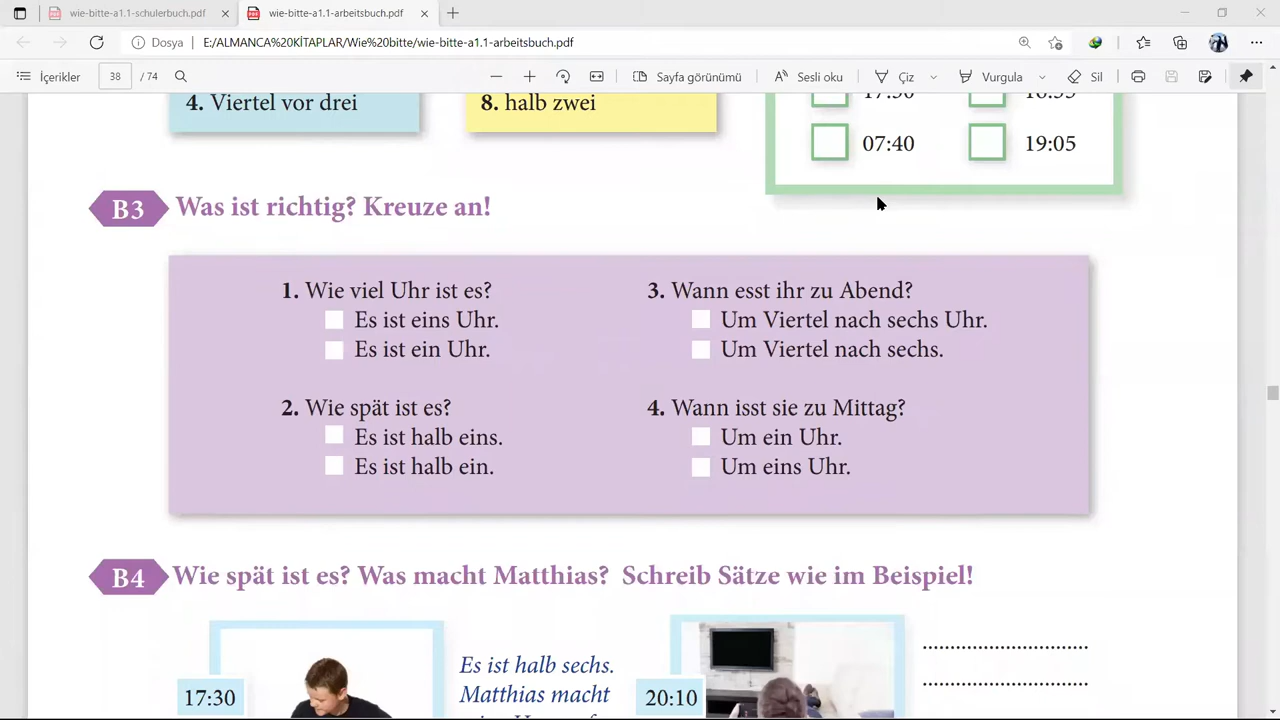 wie-bitte-a1.1-schulerbuch.pdf
wie-bitte-a1.1-arbeitsbuch.pdf
Dosya
E:/ALMANCA%20KİTAPLAR/Wie%20bitte/wie-bitte-a1.1-arbeitsbuch.pdf
İçerikler
38 / 74
Sayfa görünümü
Sesli oku
Çiz
Vurgula
Sil
4. Viertel vor drei
8. halb zwei
07:40
19:05
B3 Was ist richtig? Kreuze an!
1. Wie viel Uhr ist es?
Es ist eins Uhr.
Es ist ein Uhr.
2. Wie spät ist es?
Es ist halb eins.
Es ist halb ein.
3. Wann esst ihr zu Abend?
Um Viertel nach sechs Uhr.
Um Viertel nach sechs.
4. Wann isst sie zu Mittag?
Um ein Uhr.
Um eins Uhr.
B4 Wie spät ist es? Was macht Matthias? Schreib Sätze wie im Beispiel!
17:30
Es ist halb sechs.
Matthias macht
20:10